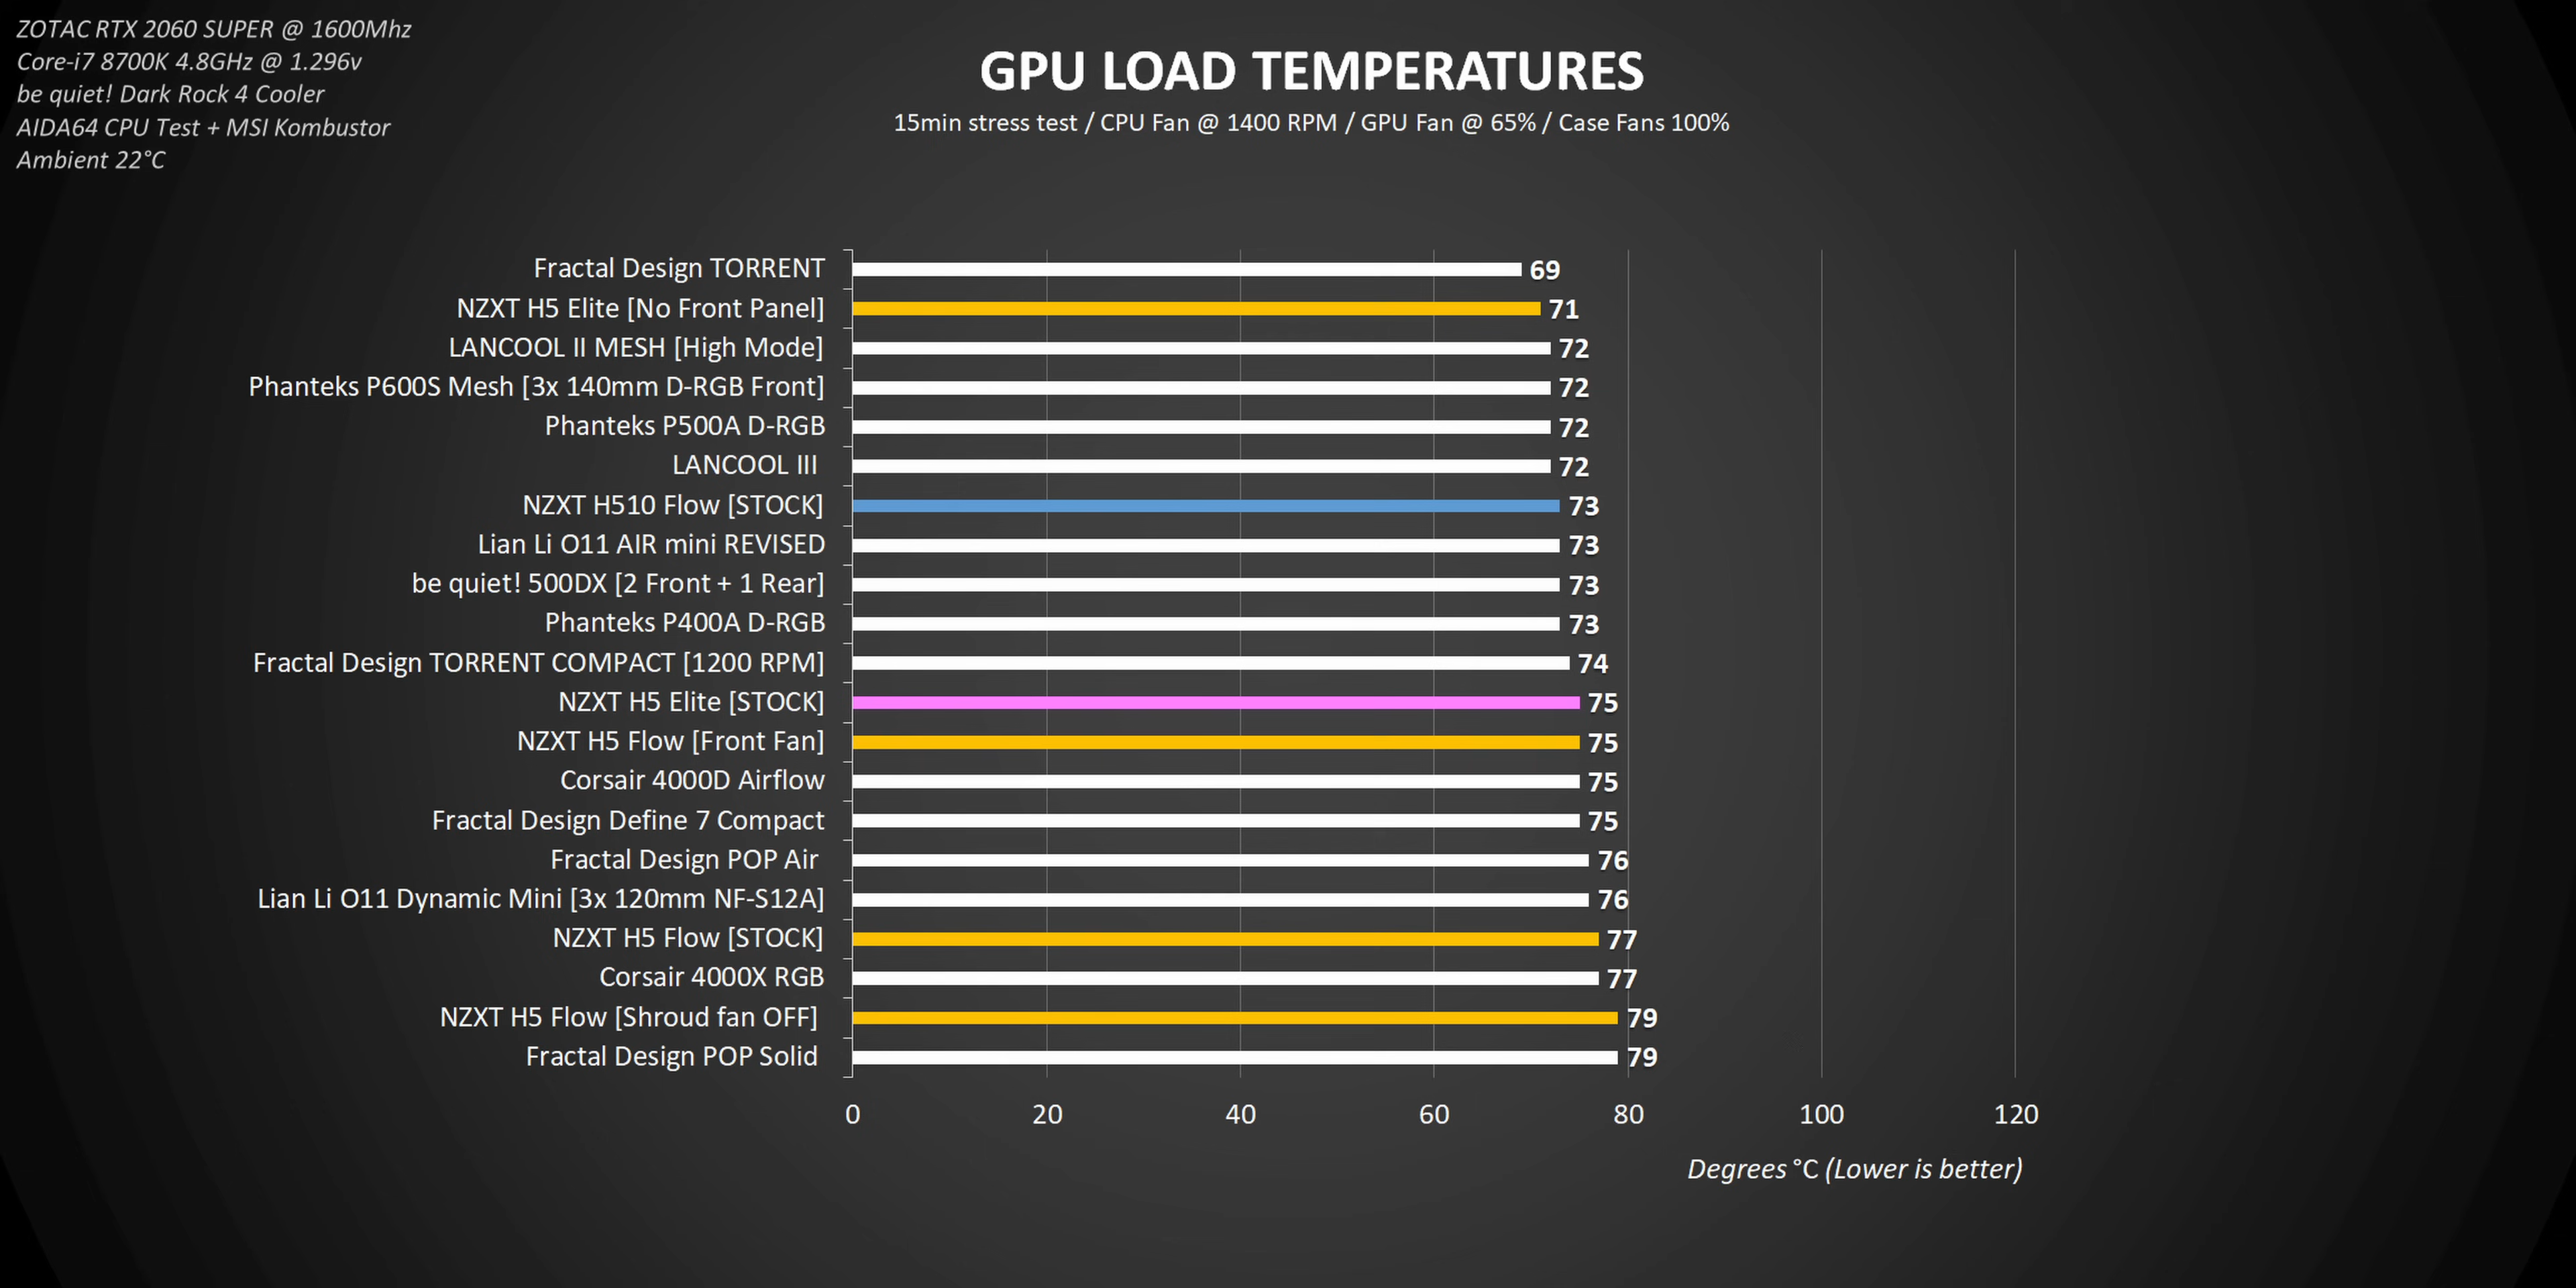 ZOTAC RTX 2060 SUPER @ 1600Mhz
Core-i7 8700K 4.8GHz @ 1.296v
be quiet! Dark Rock 4 Cooler
AIDA64 CPU Test + MSI Kombustor
Ambient 22°C
GPU LOAD TEMPERATURES
15min stress test / CPU Fan @ 1400 RPM / GPU Fan @ 65% / Case Fans 100%
Fractal Design TORRENT 69
NZXT H5 Elite [No Front Panel] 71
LANCOOL II MESH [High Mode] 72
Phanteks P600S Mesh [3x 140mm D-RGB Front] 72
Phanteks P500A D-RGB 72
LANCOOL III 72
NZXT H510 Flow [STOCK] 73
Lian Li O11 AIR mini REVISED 73
be quiet! 500DX [2 Front + 1 Rear] 73
Phanteks P400A D-RGB 73
Fractal Design TORRENT COMPACT [1200 RPM] 74
NZXT H5 Elite [STOCK] 75
NZXT H5 Flow [Front Fan] 75
Corsair 4000D Airflow 75
Fractal Design Define 7 Compact 75
Fractal Design POP Air 76
Lian Li O11 Dynamic Mini [3x 120mm NF-S12A] 76
NZXT H5 Flow [STOCK] 77
Corsair 4000X RGB 77
NZXT H5 Flow [Shroud fan OFF] 79
Fractal Design POP Solid 79
0 20 40 60 80 100 120
Degrees °C (Lower is better)